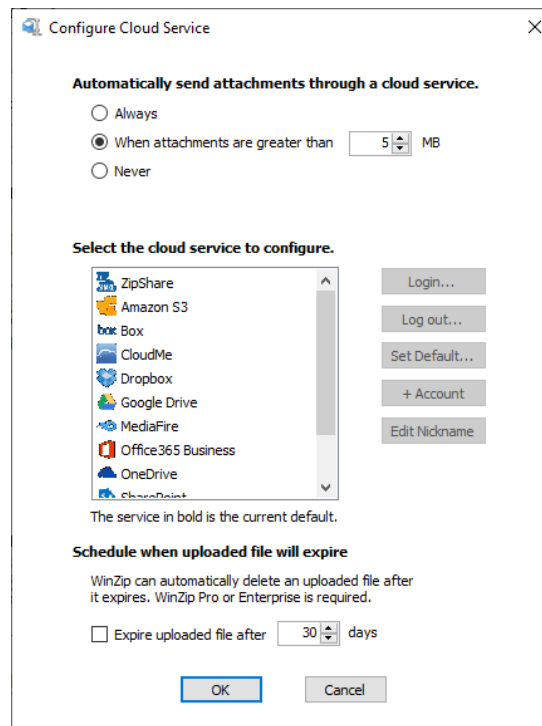 Configure Cloud Service
Automatically send attachments through a cloud service.
Always
When attachments are greater than 5 MB
Never
Select the cloud service to configure.
ZipShare
Amazon S3
box Box
CloudMe
Dropbox
Google Drive
MediaFire
Office365 Business
OneDrive
SharePoint
Login...
Log out...
Set Default...
+ Account
Edit Nickname
The service in bold is the current default.
Schedule when uploaded file will expire
WinZip can automatically delete an uploaded file after
it expires. WinZip Pro or Enterprise is required.
Expire uploaded file after 30 days
OK Cancel